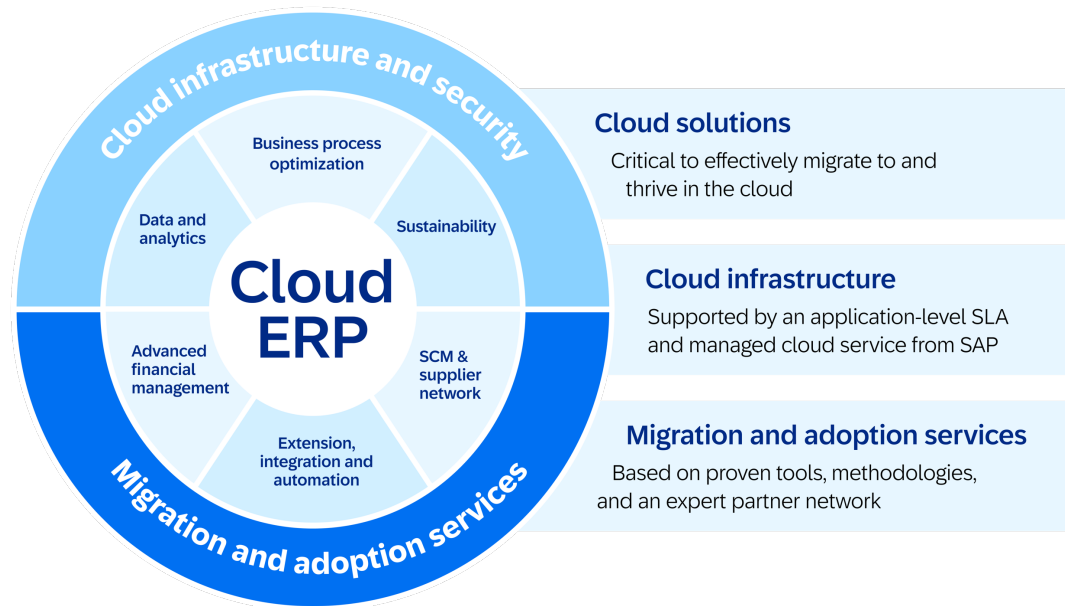 Cloud infrastructure and security
Business process
optimization
Data and
analytics
Sustainability
Cloud
ERP
Advanced
financial
management
SCM &
supplier
network
Extension,
integration and
automation
Migration and adoption services
Cloud solutions
Critical to effectively migrate to and
thrive in the cloud
Cloud infrastructure
Supported by an application-level SLA
and managed cloud service from SAP
Migration and adoption services
Based on proven tools, methodologies,
and an expert partner network